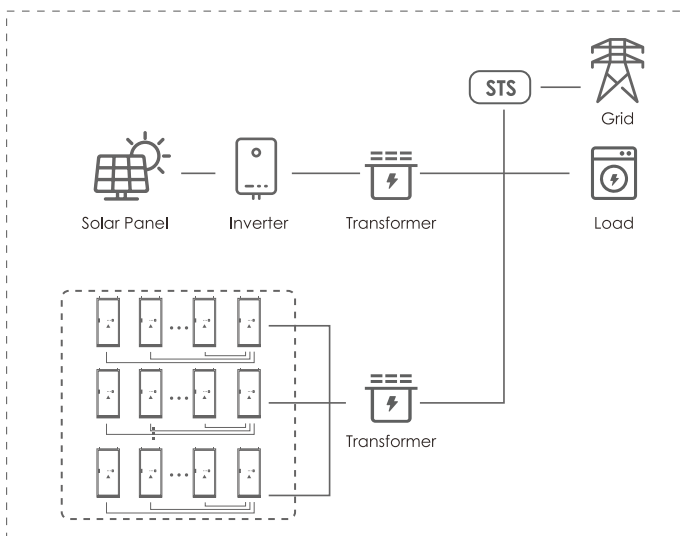 STS
Grid
Solar Panel
Inverter
Transformer
Load
Transformer